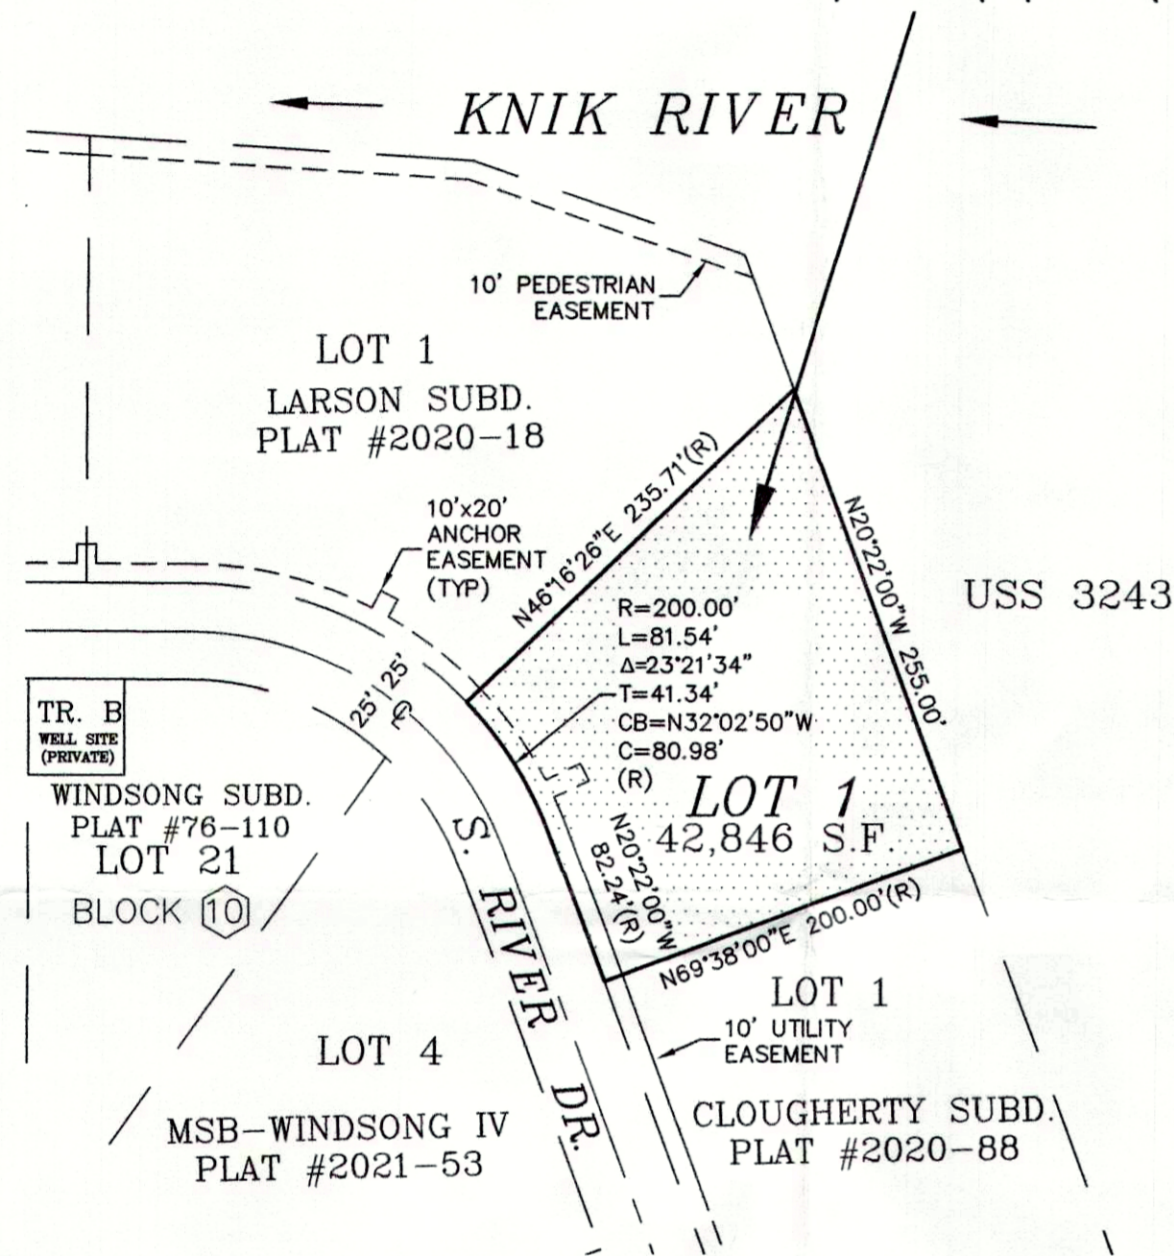 KNIK RIVER
10' PEDESTRIAN
EASEMENT
LOT 1
LARSON SUBD.
PLAT #2020-18
10'x20'
ANCHOR
EASEMENT
(TYP)
N46°16'26"E 235.71'(R)
N20°22'00"W 255.00'
USS 3243
R=200.00'
L=81.54'
Δ=23°21'34"
T=41.34'
CB=N32°02'50"W
C=80.98'
(R)
25' 25'
TR. B
WELL SITE
(PRIVATE)
WINDSONG SUBD.
PLAT #76-110
LOT 21
BLOCK 10
LOT 1
42,846 S.F.
N20°22'00"W
82.24'(R)
N69°38'00"E 200.00'(R)
S. RIVER DR.
LOT 1
10' UTILITY
EASEMENT
LOT 4
MSB-WINDSONG IV
PLAT #2021-53
CLOUGHERTY SUBD.
PLAT #2020-88